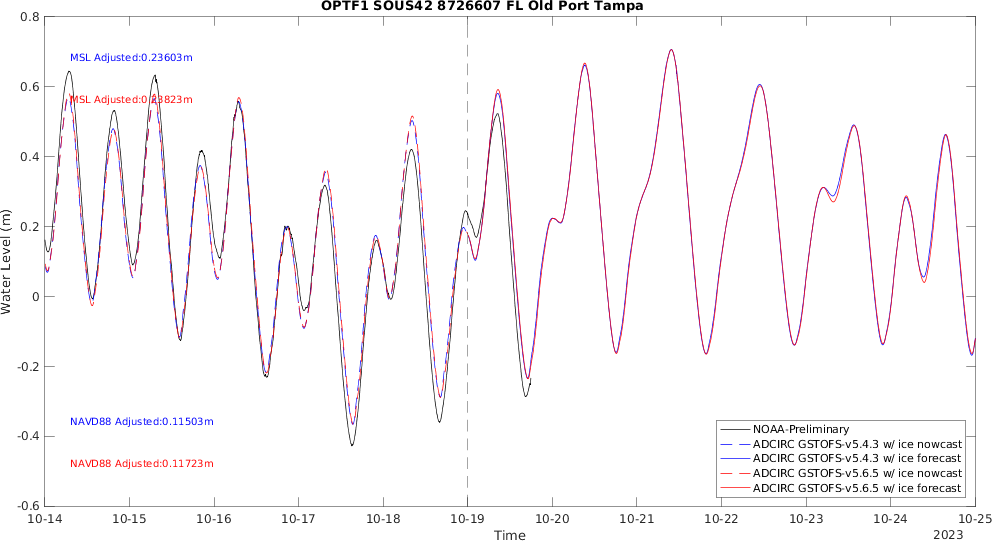 OPTF1 SOUS42 8726607 FL Old Port Tampa
0.8
0.6
0.4
0.2
0
-0.2
-0.4
-0.6
Water Level (m)
MSL Adjusted:0.23603m
MSL Adjusted:0.23823m
NAVD88 Adjusted:0.11503m
NAVD88 Adjusted:0.11723m
NOAA-Preliminary
ADCIRC GSTOFS-v5.4.3 w/ ice nowcast
ADCIRC GSTOFS-v5.4.3 w/ ice forecast
ADCIRC GSTOFS-v5.6.5 w/ ice nowcast
ADCIRC GSTOFS-v5.6.5 w/ ice forecast
10-14 10-15 10-16 10-17 10-18 10-19 10-20 10-21 10-22 10-23 10-24 10-25
Time
2023